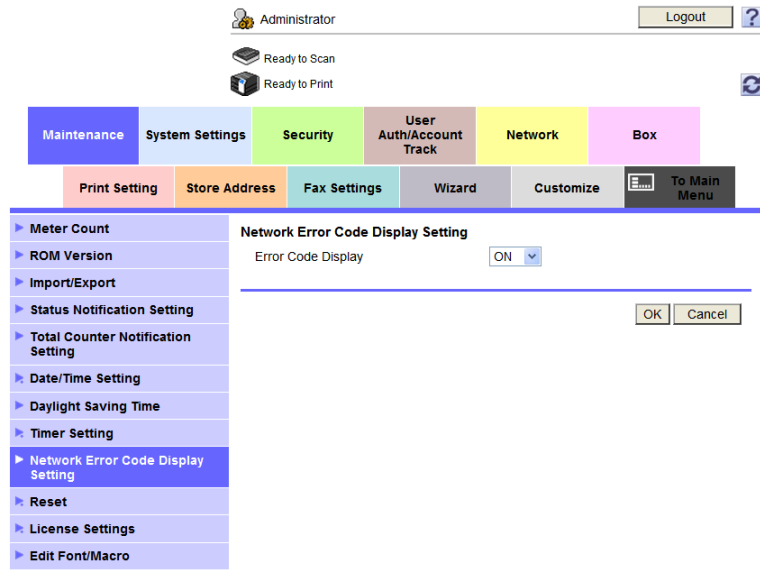 Administrator
Logout
?
Ready to Scan
Ready to Print
Maintenance
System Settings
Security
User
Auth/Account
Track
Network
Box
Print Setting
Store Address
Fax Settings
Wizard
Customize
To Main
Menu
Meter Count
ROM Version
Import/Export
Status Notification Setting
Total Counter Notification
Setting
Date/Time Setting
Daylight Saving Time
Timer Setting
Network Error Code Display
Setting
Reset
License Settings
Edit Font/Macro
Network Error Code Display Setting
Error Code Display
ON
OK
Cancel